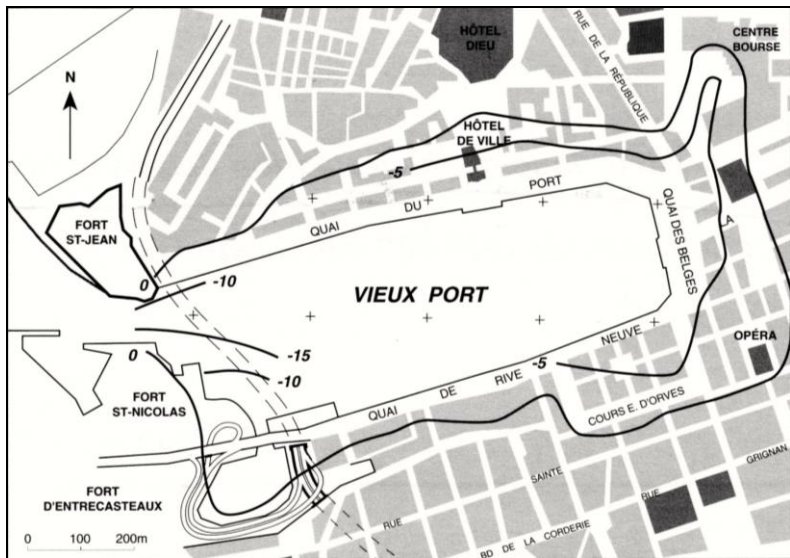 HÔTEL
DIEU
RUE DE LA RÉPUBLIQUE
CENTRE
BOURSE
N
HÔTEL
DE VILLE
-5
FORT
ST-JEAN
QUAI DU PORT
QUAI DES BELGES
LA
0
-10
VIEUX PORT
-15
0
-10
-5
OPÉRA
FORT
ST-NICOLAS
QUAI DE RIVE NEUVE
COURS E. D'ORVES
FORT
D'ENTRECASTEAUX
RUE SAINTE
RUE GRIGNAN
BD DE LA CORDERIE
0 100 200m